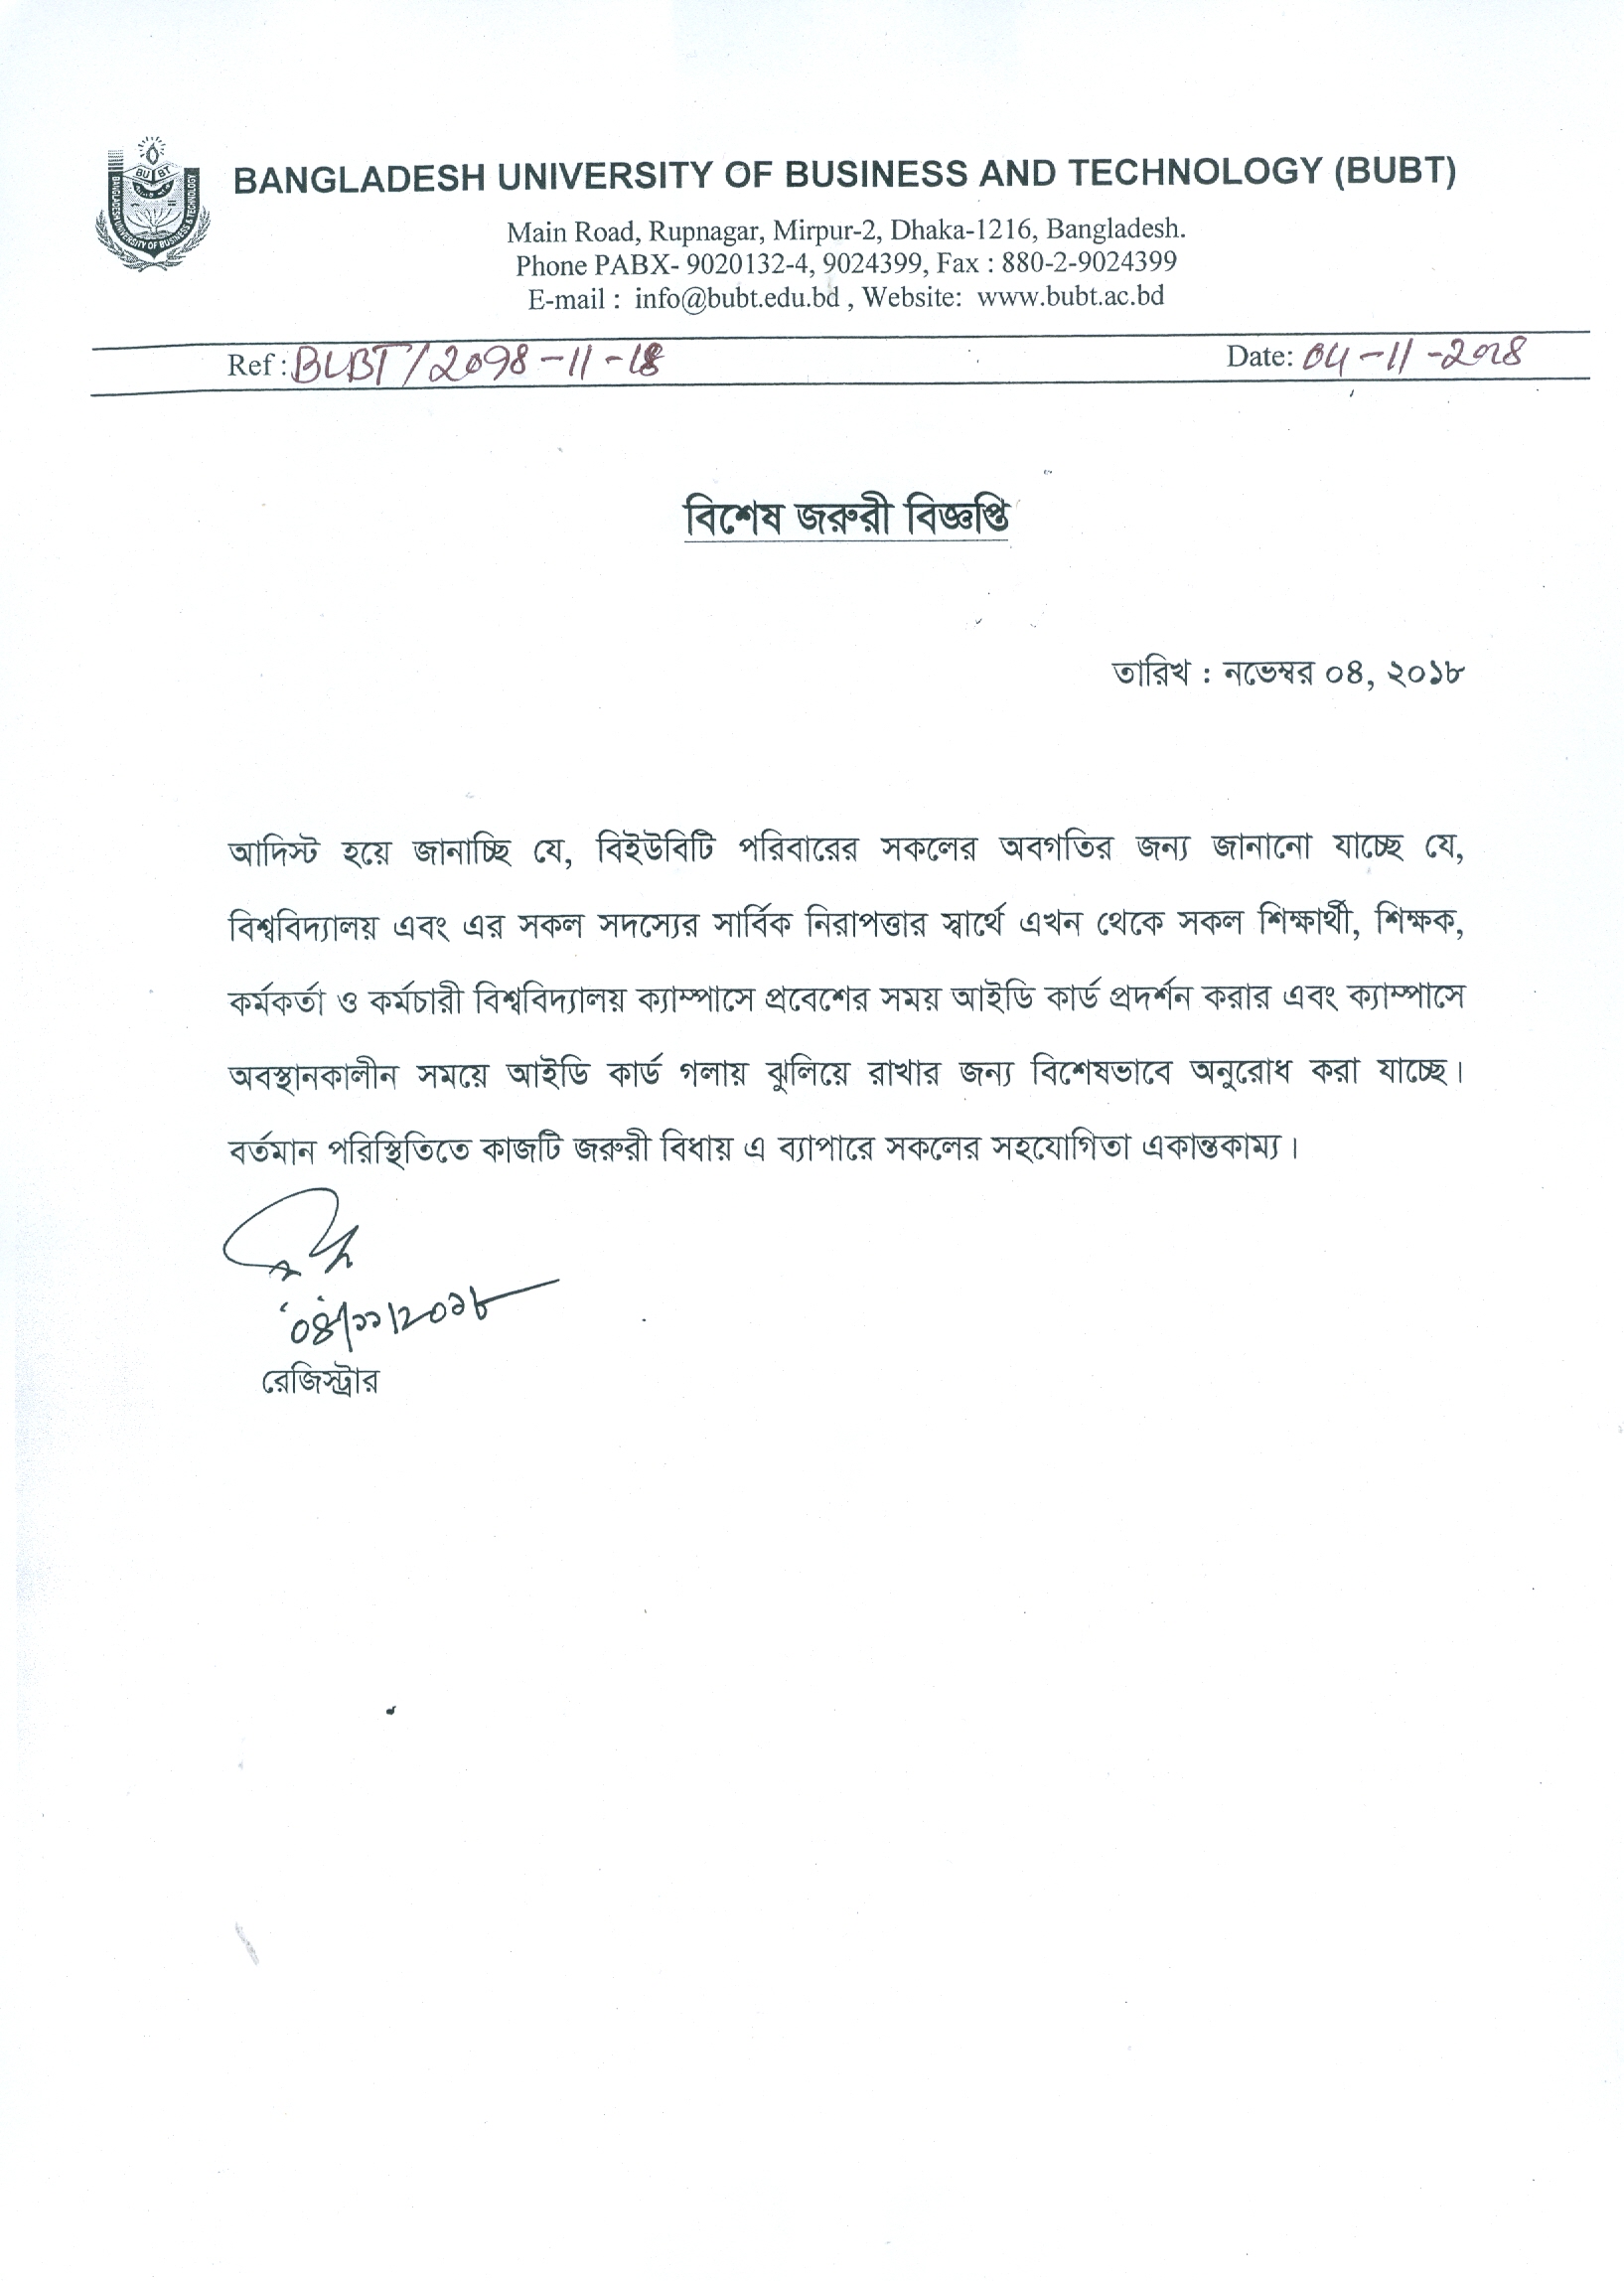 BANGLADESH UNIVERSITY OF BUSINESS AND TECHNOLOGY (BUBT)
BUBT
BANGLADESH UNIVERSITY OF BUSINESS & TECHNOLOGY
Main Road, Rupnagar, Mirpur-2, Dhaka-1216, Bangladesh.
Phone PABX- 9020132-4, 9024399, Fax : 880-2-9024399
E-mail : info@bubt.edu.bd , Website: www.bubt.ac.bd
Ref : BUBT/2098-11-18 Date: 04-11-2018
বিশেষ জরুরী বিজ্ঞপ্তি
তারিখ : নভেম্বর ০৪, ২০১৮
আদিস্ট হয়ে জানাচ্ছি যে, বিইউবিটি পরিবারের সকলের অবগতির জন্য জানানো যাচ্ছে যে,
বিশ্ববিদ্যালয় এবং এর সকল সদস্যের সার্বিক নিরাপত্তার স্বার্থে এখন থেকে সকল শিক্ষার্থী, শিক্ষক,
কর্মকর্তা ও কর্মচারী বিশ্ববিদ্যালয় ক্যাম্পাসে প্রবেশের সময় আইডি কার্ড প্রদর্শন করার এবং ক্যাম্পাসে
অবস্থানকালীন সময়ে আইডি কার্ড গলায় ঝুলিয়ে রাখার জন্য বিশেষভাবে অনুরোধ করা যাচ্ছে।
বর্তমান পরিস্থিতিতে কাজটি জরুরী বিধায় এ ব্যাপারে সকলের সহযোগিতা একান্তকাম্য।
০৪/১১/২০১৮
রেজিস্ট্রার